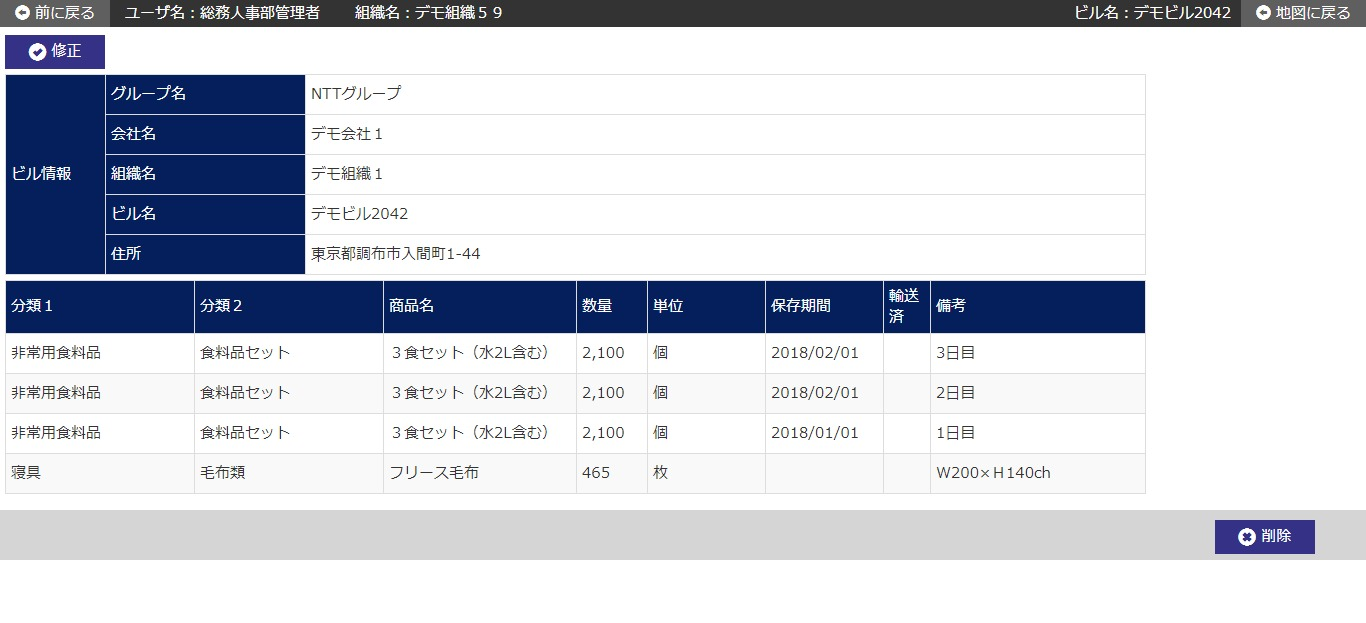 前に戻る ユーザ名：総務人事部管理者 組織名：デモ組織５９ ビル名：デモビル2042 地図に戻る
修正
ビル情報
グループ名 NTTグループ
会社名 デモ会社１
組織名 デモ組織１
ビル名 デモビル2042
住所 東京都調布市入間町1-44
分類１ 分類２ 商品名 数量 単位 保存期間 輸送済 備考
非常用食料品 食料品セット ３食セット（水2L含む） 2,100 個 2018/02/01 3日目
非常用食料品 食料品セット ３食セット（水2L含む） 2,100 個 2018/02/01 2日目
非常用食料品 食料品セット ３食セット（水2L含む） 2,100 個 2018/01/01 1日目
寝具 毛布類 フリース毛布 465 枚 W200×Ｈ140ch
削除